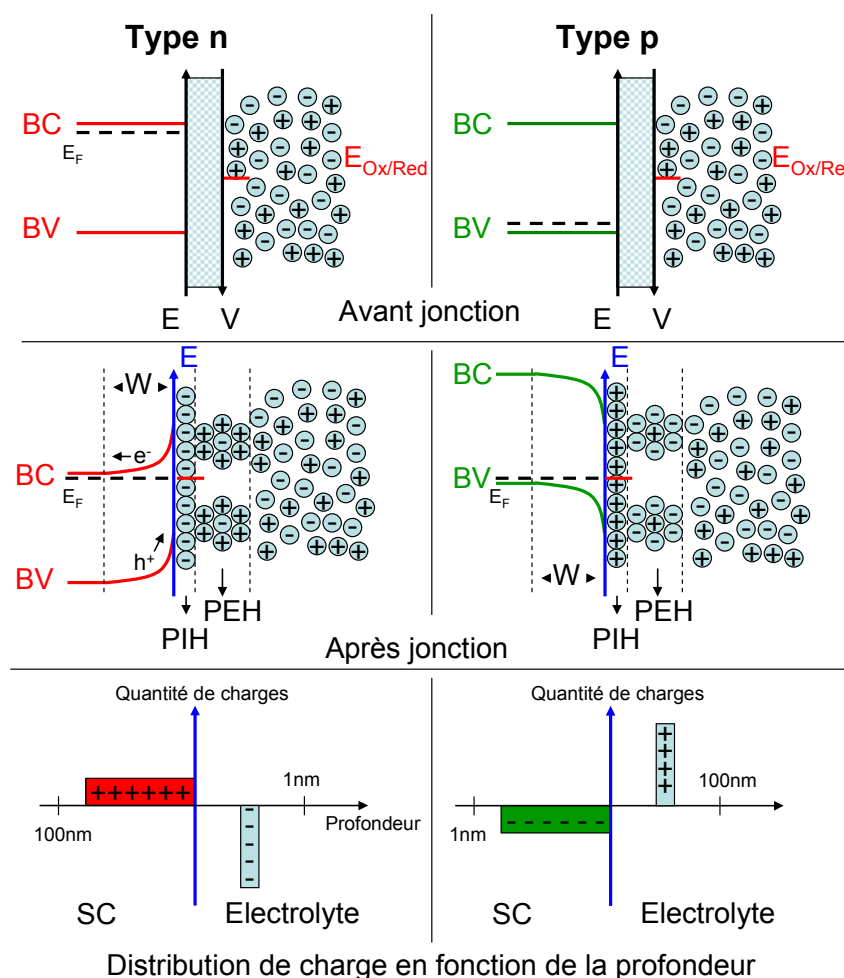 Type n
Type p
BC
E_F
BV
E_Ox/Red
BC
BV
E_Ox/Re
E V
Avant jonction
E V
W
E
e-
BC
E_F
h+
BV
PEH
PIH
BC
BV
E_F
W
E
PEH
PIH
Après jonction
Quantité de charges
1nm
Profondeur
100nm
SC
Electrolyte
Quantité de charges
100nm
1nm
SC
Electrolyte
Distribution de charge en fonction de la profondeur